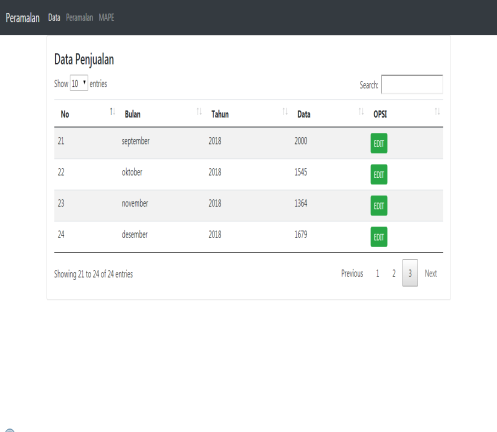 Peramalan Data Peramalan MAPE
Data Penjualan
Show 10 entries Search:
No Bulan Tahun Data OPSI
21 september 2018 2000 EDIT
22 oktober 2018 1545 EDIT
23 november 2018 1364 EDIT
24 desember 2018 1679 EDIT
Showing 21 to 24 of 24 entries Previous 1 2 3 Next